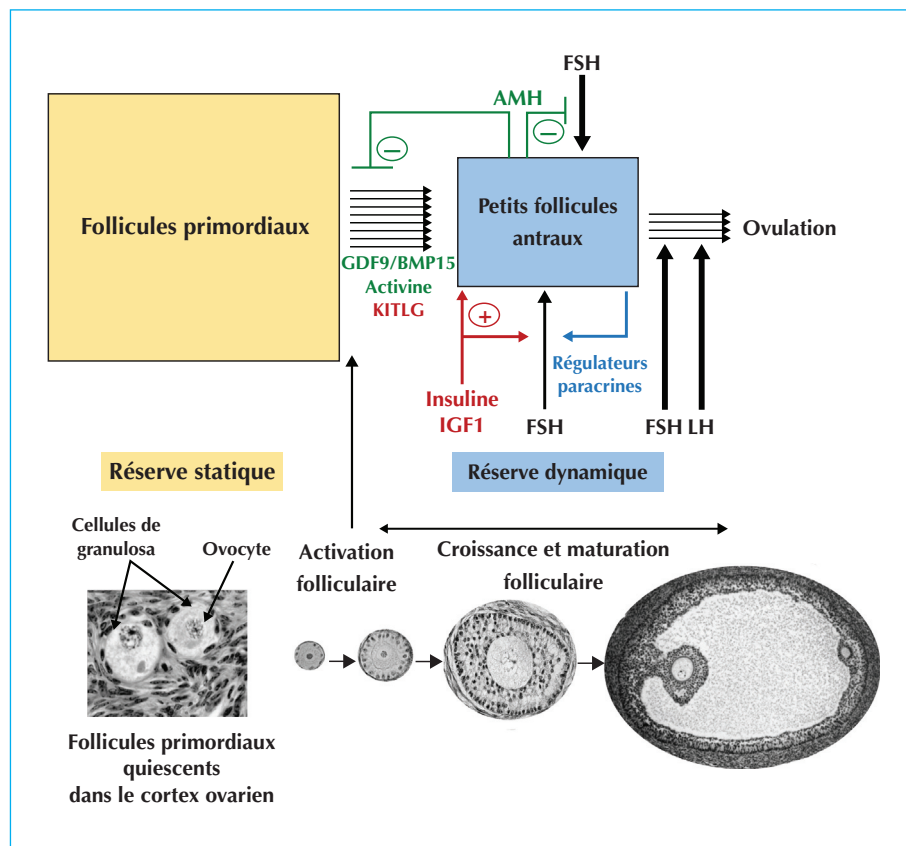 FSH
AMH
−
−
Follicules primordiaux
Petits follicules
antraux
Ovulation
GDF9/BMP15
Activine
KITLG
+
Régulateurs
paracrines
Insuline
IGF1
FSH
FSH LH
Réserve statique
Réserve dynamique
Cellules de
granulosa
Ovocyte
Activation
folliculaire
Croissance et maturation
folliculaire
Follicules primordiaux
quiescents
dans le cortex ovarien